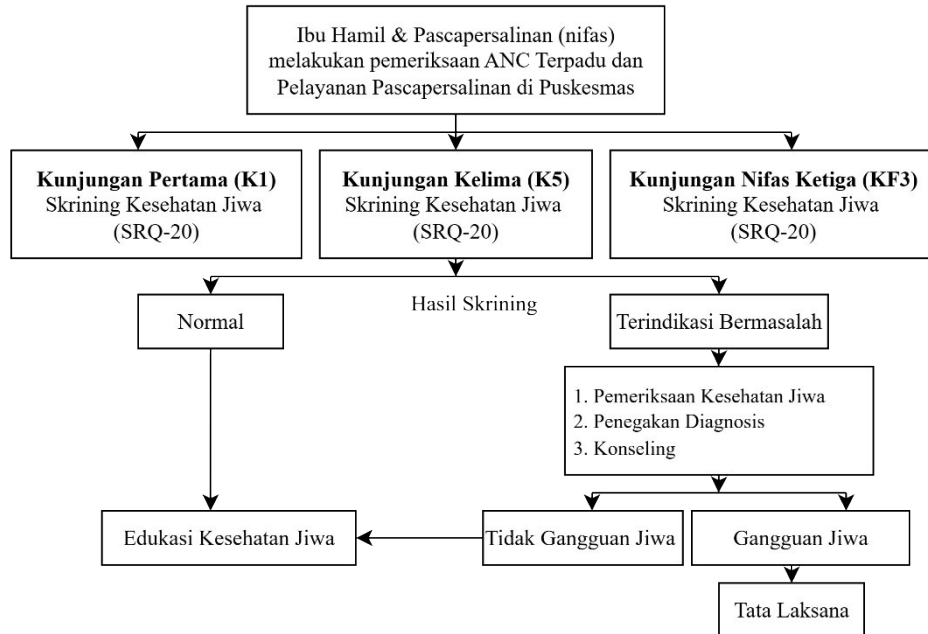 Ibu Hamil & Pascapersalinan (nifas)
melakukan pemeriksaan ANC Terpadu dan
Pelayanan Pascapersalinan di Puskesmas
Kunjungan Pertama (K1)
Skrining Kesehatan Jiwa
(SRQ-20)
Kunjungan Kelima (K5)
Skrining Kesehatan Jiwa
(SRQ-20)
Kunjungan Nifas Ketiga (KF3)
Skrining Kesehatan Jiwa
(SRQ-20)
Hasil Skrining
Normal
Terindikasi Bermasalah
1. Pemeriksaan Kesehatan Jiwa
2. Penegakan Diagnosis
3. Konseling
Edukasi Kesehatan Jiwa
Tidak Gangguan Jiwa
Gangguan Jiwa
Tata Laksana